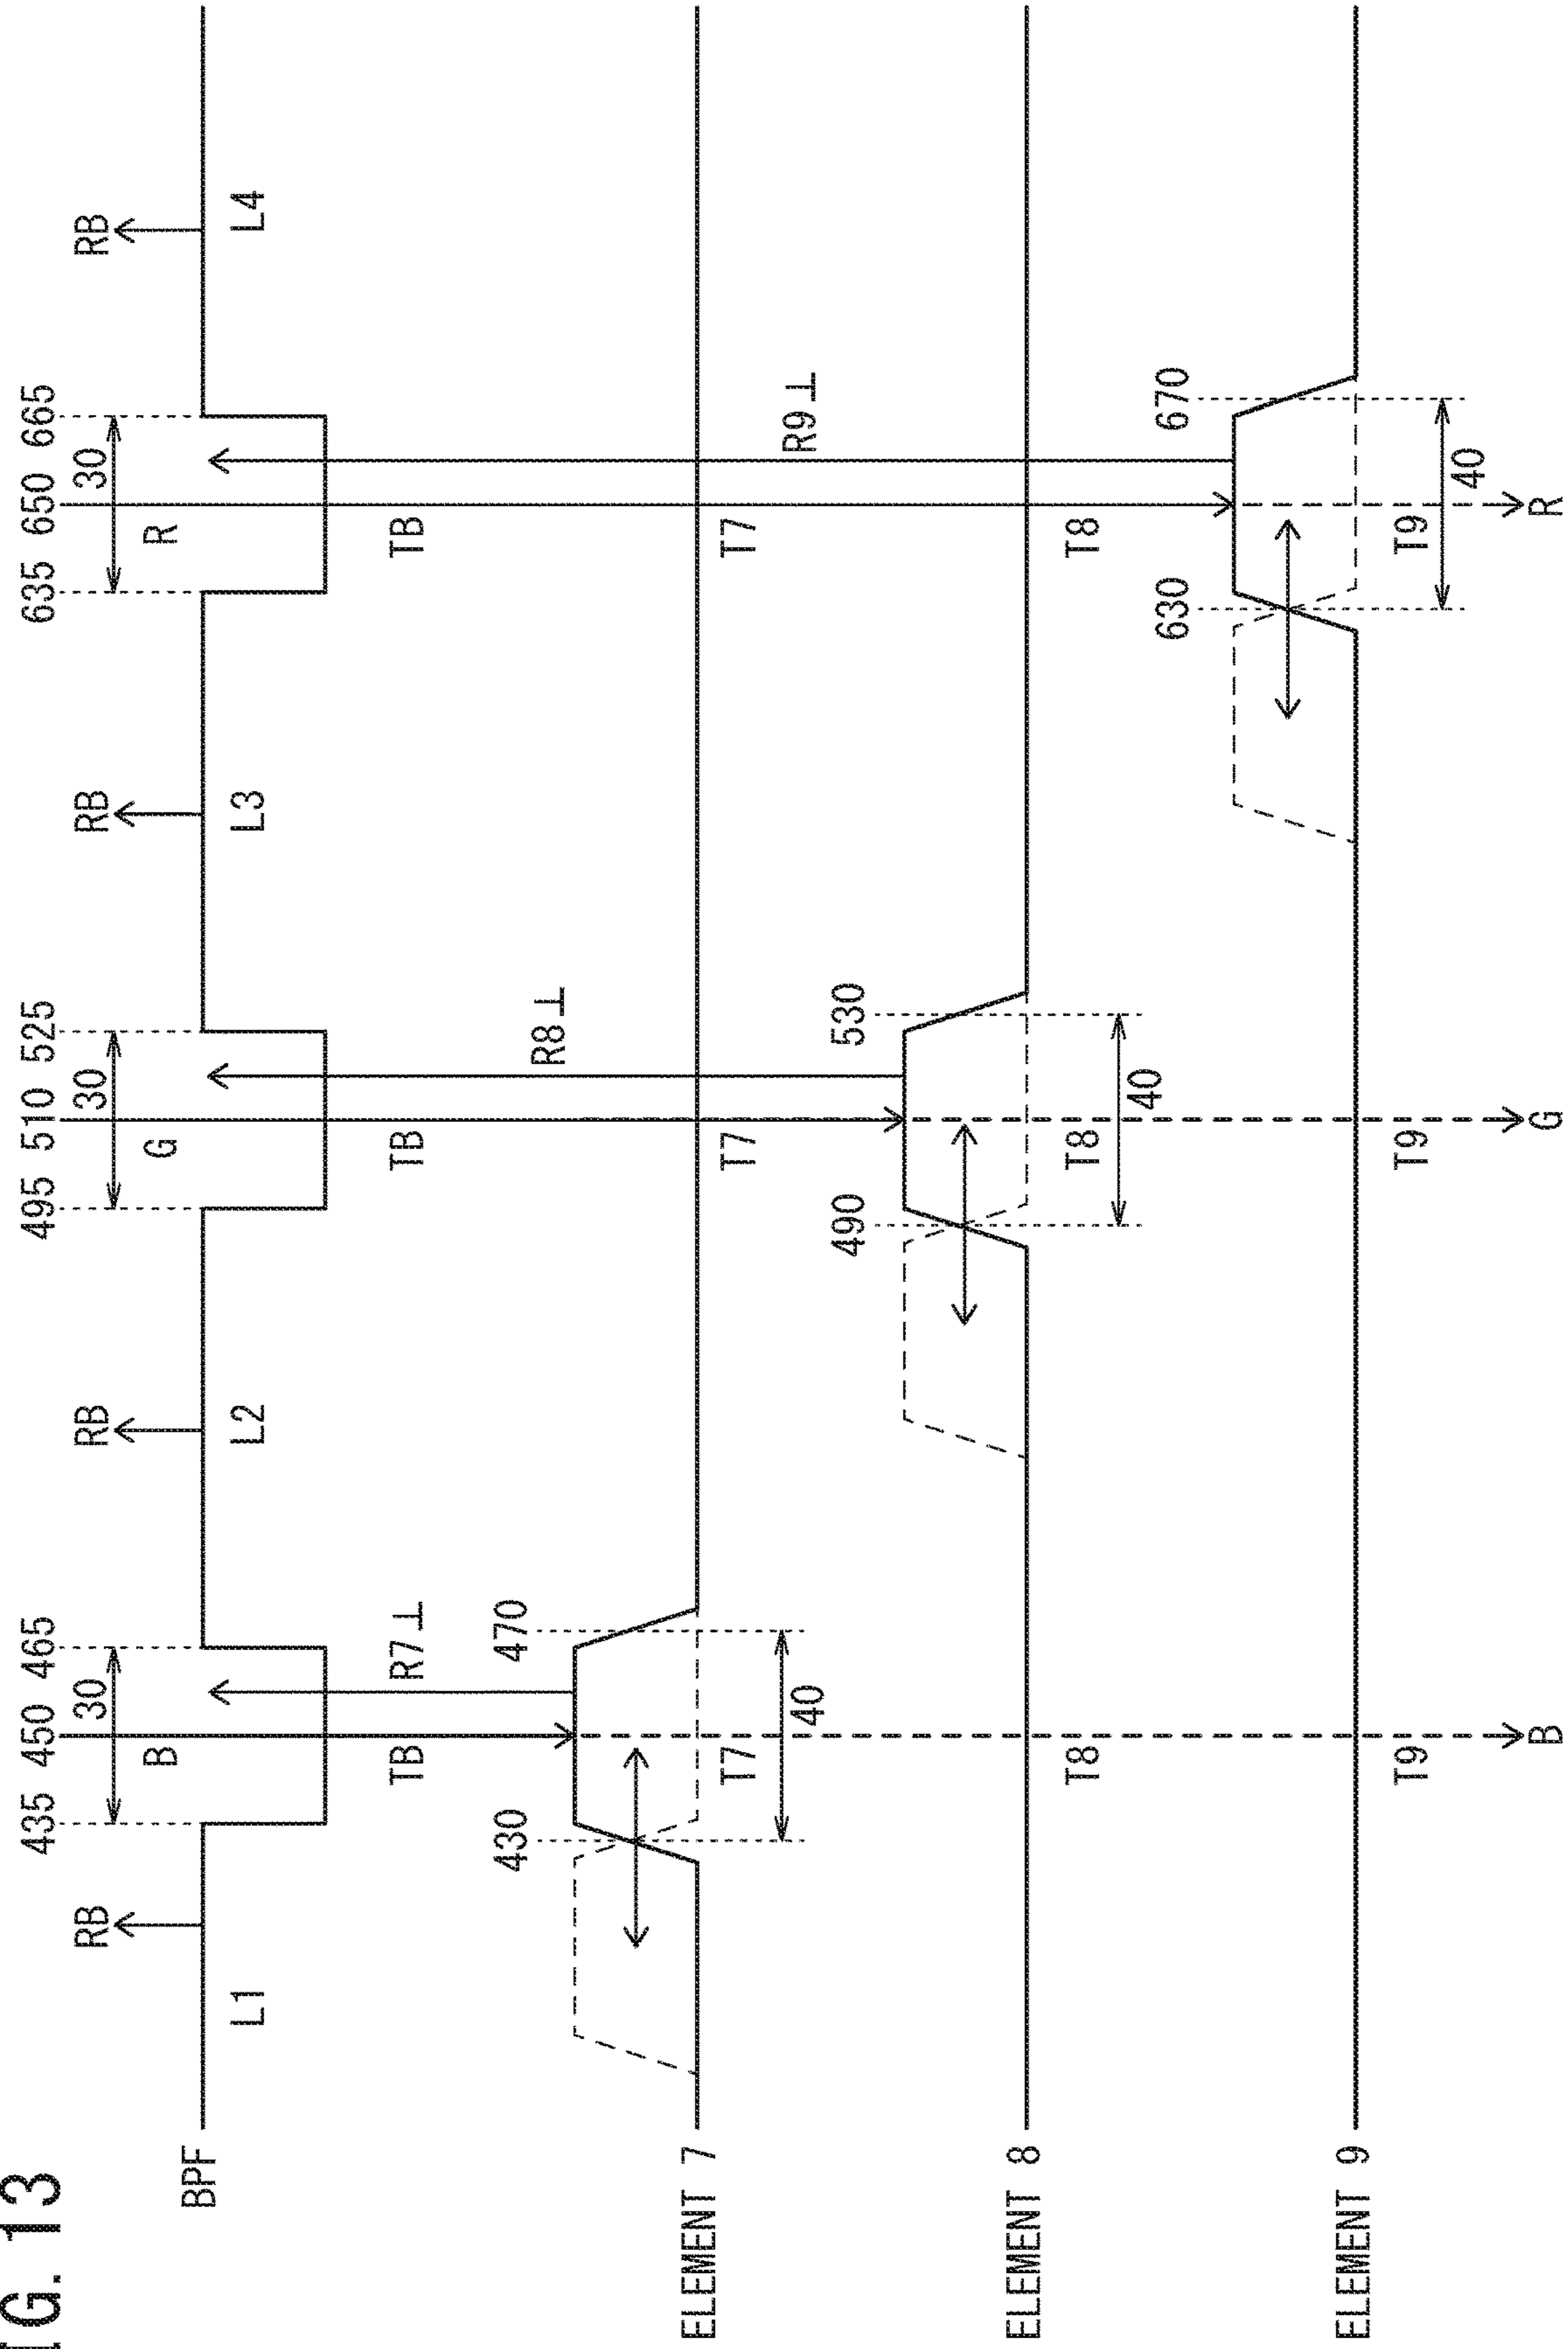 IG. 13
435 450 465 495 510 525 635 650 665
RB 30 RB 30 RB 30 RB
B G R
BPF
L1 L2 L3 L4
TB R7⊥ TB R8⊥ TB R9⊥
430 470
ELEMENT 7
T7 T7 T7
40
490 530
ELEMENT 8
T8 T8 T8
40
630 670
ELEMENT 9
T9 T9 T9
40
B G R